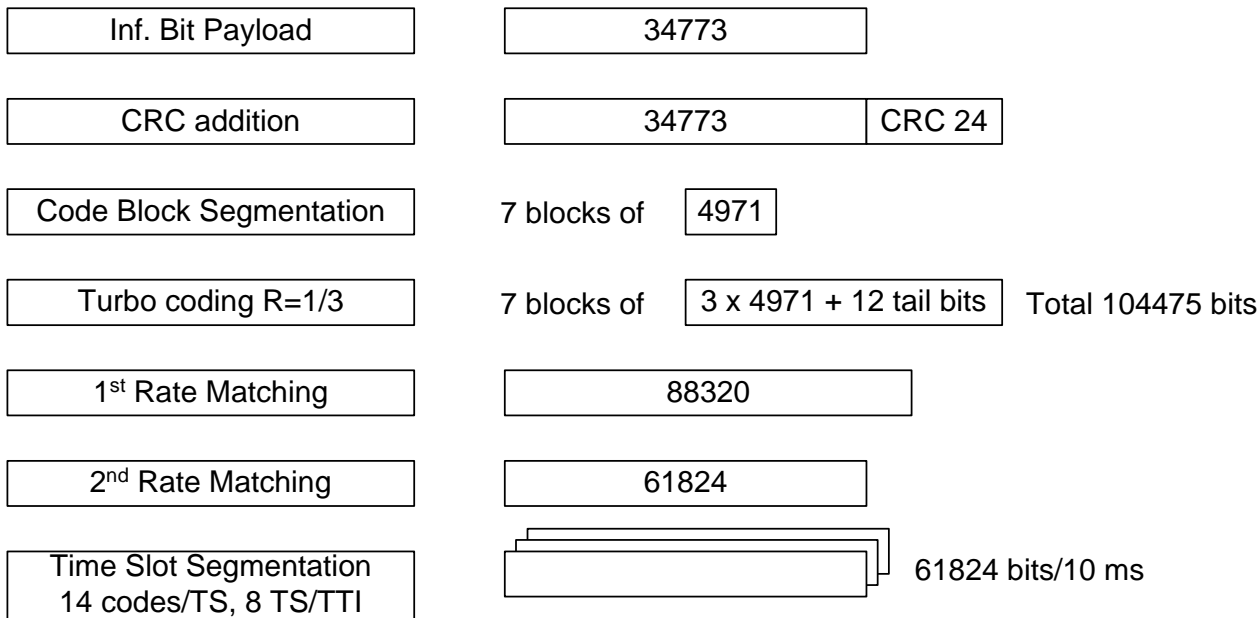 Inf. Bit Payload 34773
CRC addition 34773 CRC 24
Code Block Segmentation 7 blocks of 4971
Turbo coding R=1/3 7 blocks of 3 x 4971 + 12 tail bits Total 104475 bits
1st Rate Matching 88320
2nd Rate Matching 61824
Time Slot Segmentation
14 codes/TS, 8 TS/TTI
61824 bits/10 ms